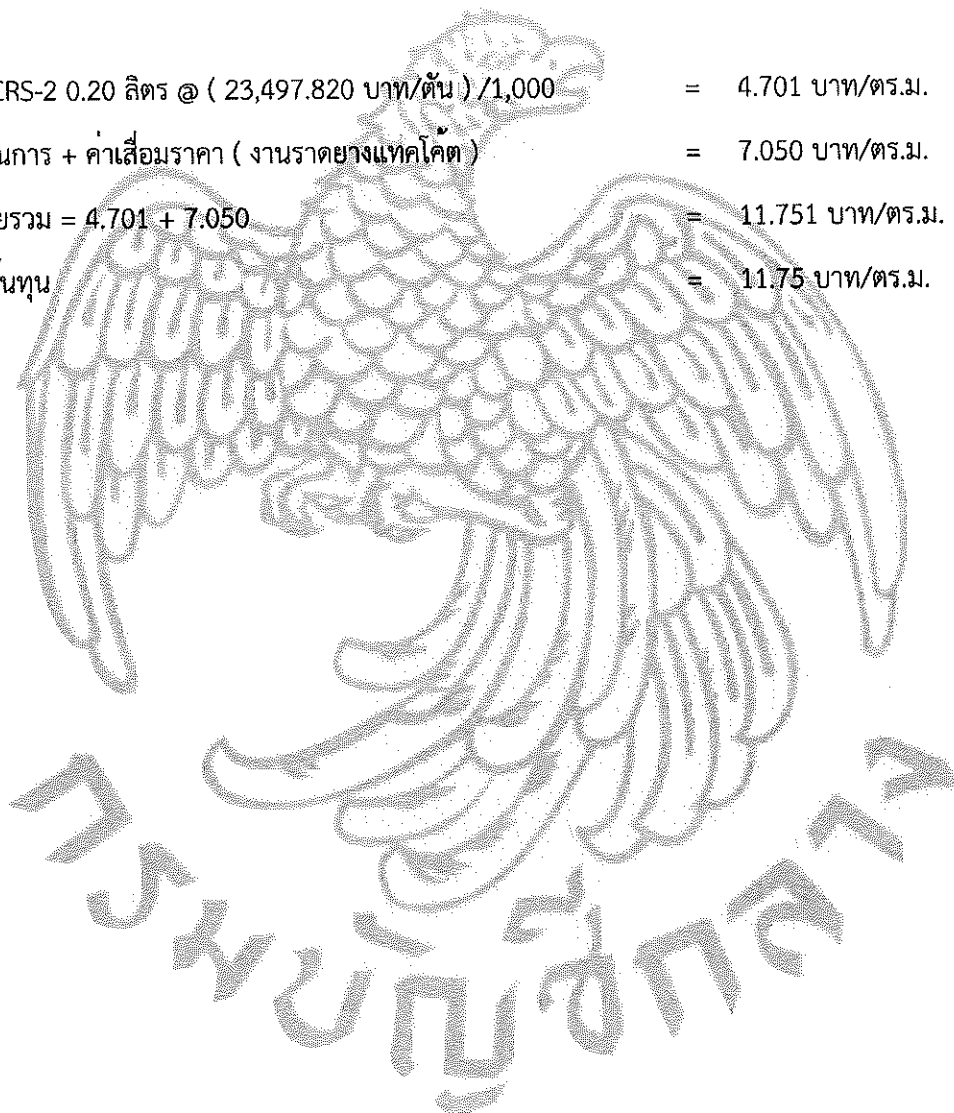 CRS-2 0.20 ลิตร @ ( 23,497.820 บาท/ตัน ) /1,000 = 4.701 บาท/ตร.ม.
นการ + ค่าเสื่อมราคา ( งานราดยางแทคโค้ต ) = 7.050 บาท/ตร.ม.
ยรวม = 4.701 + 7.050 = 11.751 บาท/ตร.ม.
นทุน = 11.75 บาท/ตร.ม.
กรมบัญชีกลาง